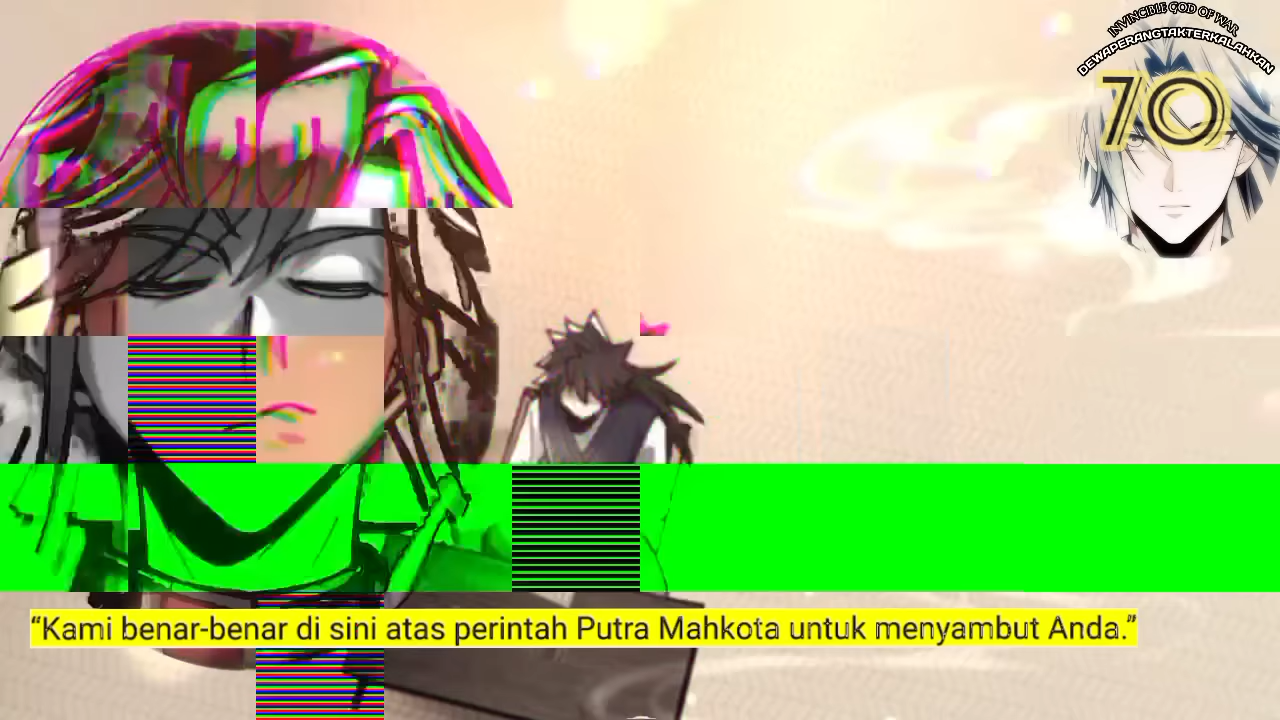 INVINCIBLE GOD OF WAR
DEWAPERANGTAKTERKALAHKAN
70
“Kami benar-benar di sini atas perintah Putra Mahkota untuk menyambut Anda.”